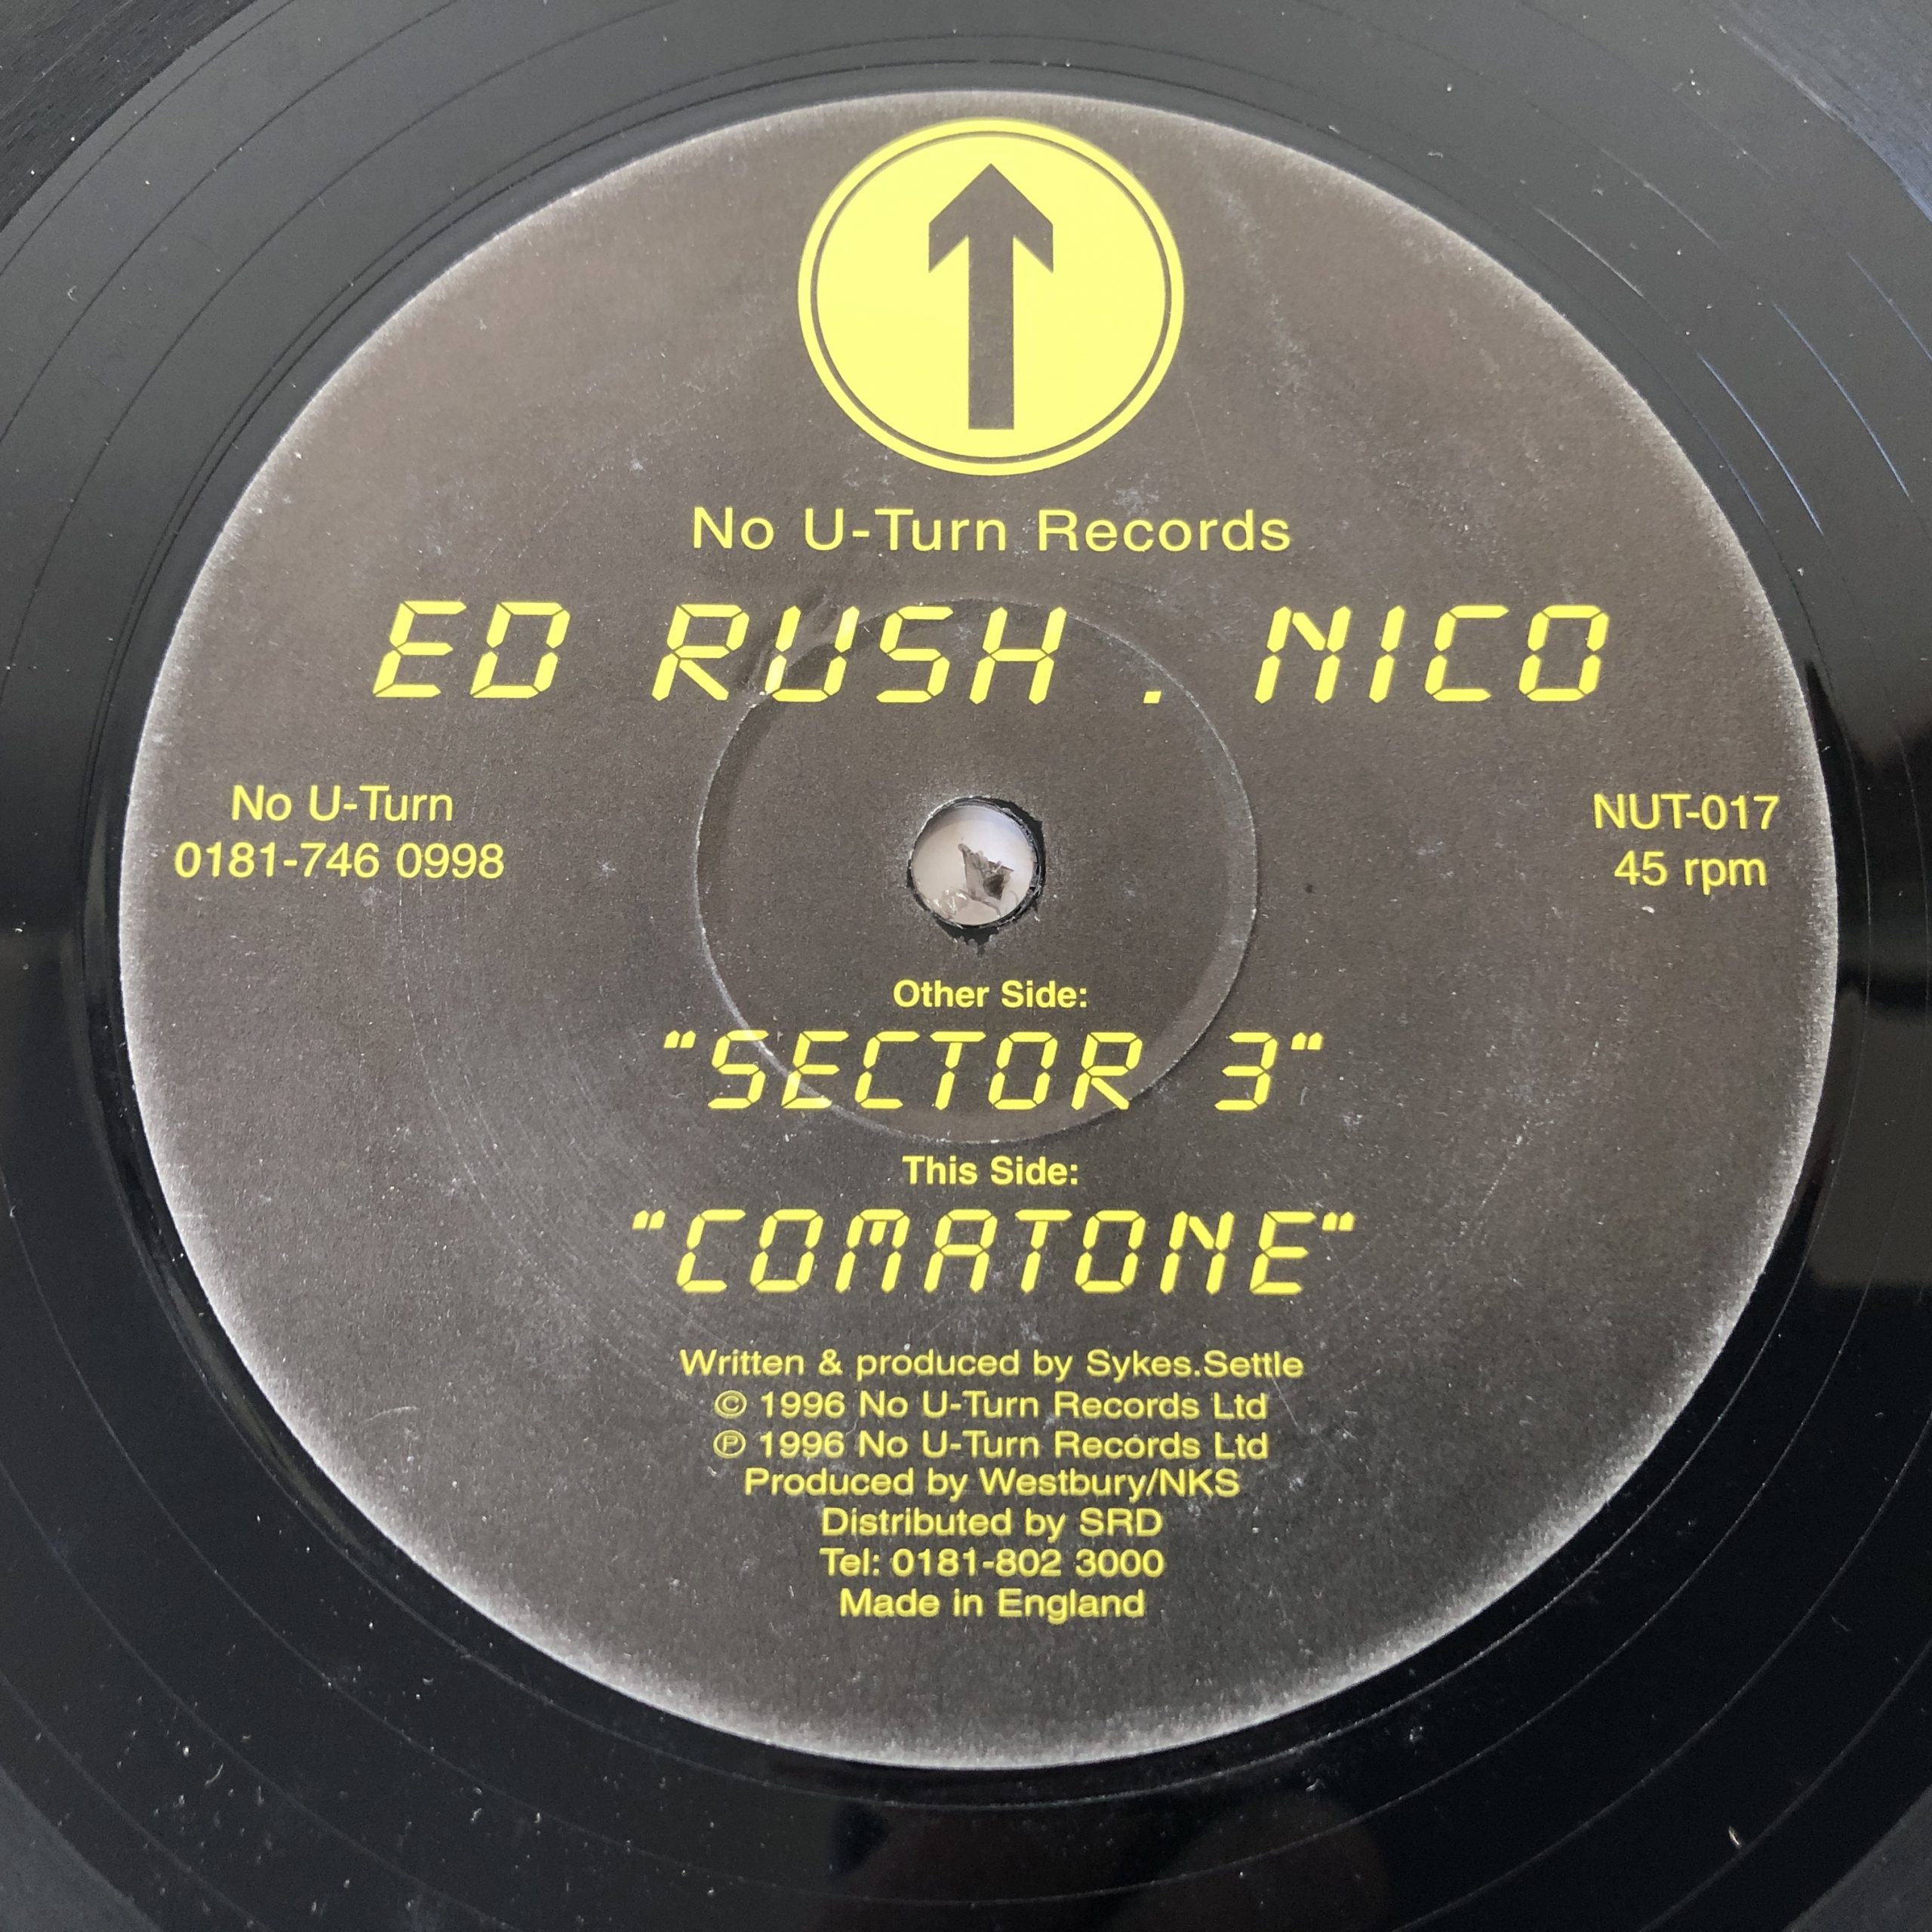 No U-Turn Records
ED RUSH . NICO
No U-Turn
0181-746 0998
NUT-017
45 rpm
Other Side:
"SECTOR 3"
This Side:
"COMATONE"
Written & produced by Sykes.Settle
© 1996 No U-Turn Records Ltd
℗ 1996 No U-Turn Records Ltd
Produced by Westbury/NKS
Distributed by SRD
Tel: 0181-802 3000
Made in England